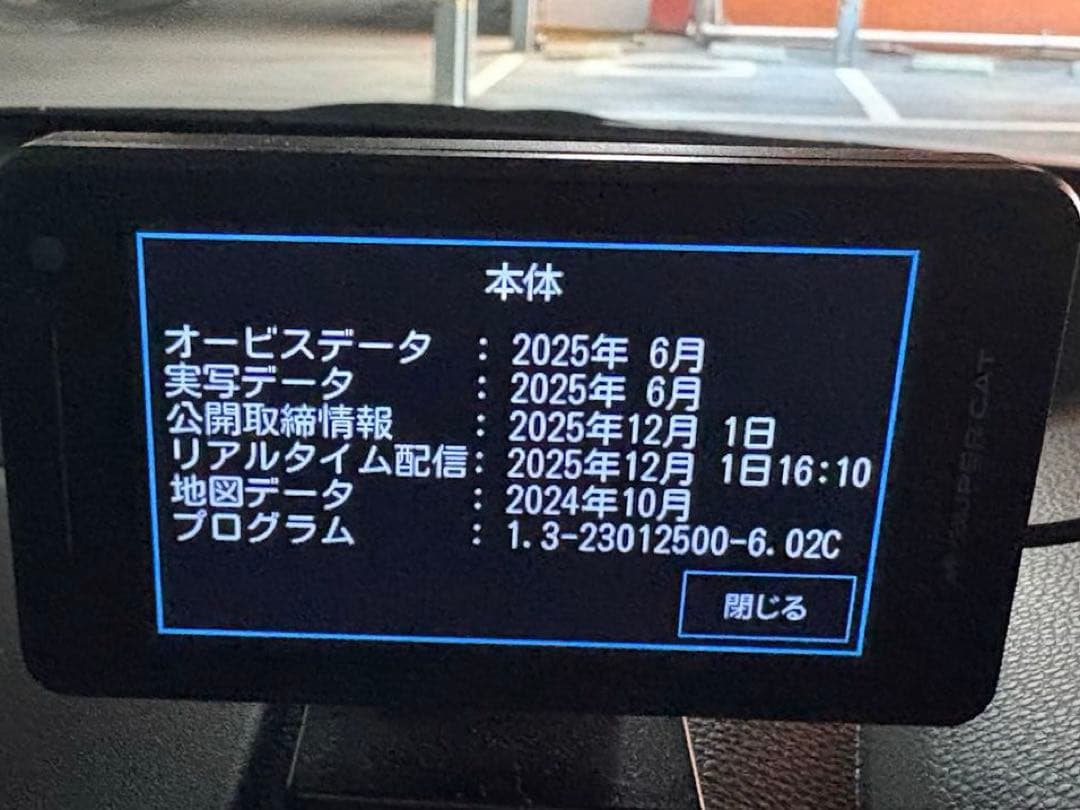 本体
オービスデータ : 2025年 6月
実写データ : 2025年 6月
公開取締情報 : 2025年12月 1日
リアルタイム配信: 2025年12月 1日16:10
地図データ : 2024年10月
プログラム : 1.3-23012500-6.02C
閉じる
SUPER CAT